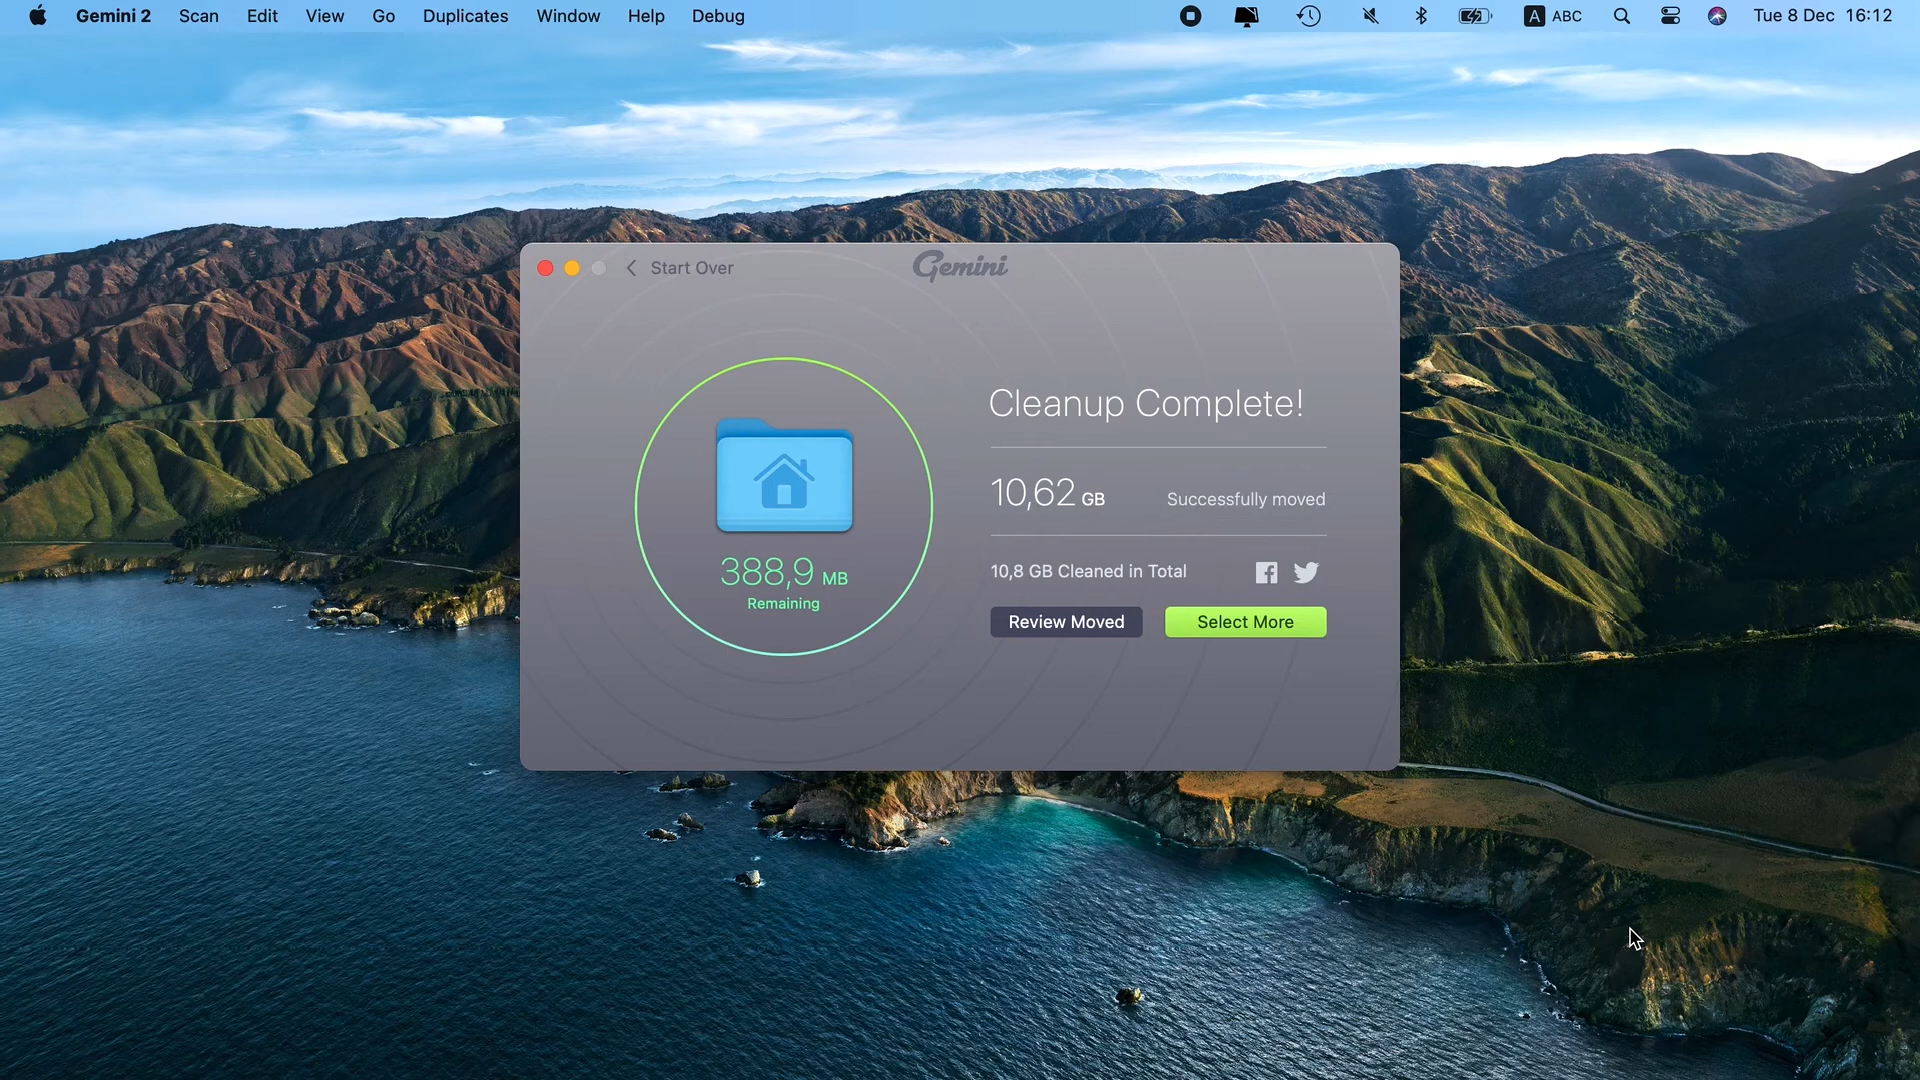 Gemini 2 Scan Edit View Go Duplicates Window Help Debug A ABC Tue 8 Dec 16:12
Start Over
Gemini
Cleanup Complete!
10,62 GB Successfully moved
388,9 MB
Remaining
10,8 GB Cleaned in Total
Review Moved Select More